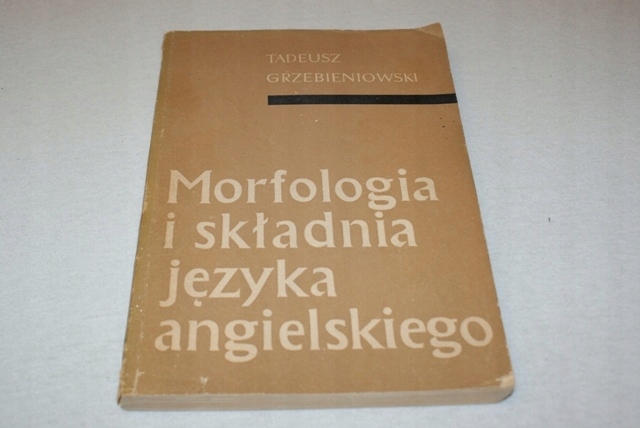 TADEUSZ
GRZEBIENIOWSKI
Morfologia
i składnia
języka
angielskiego